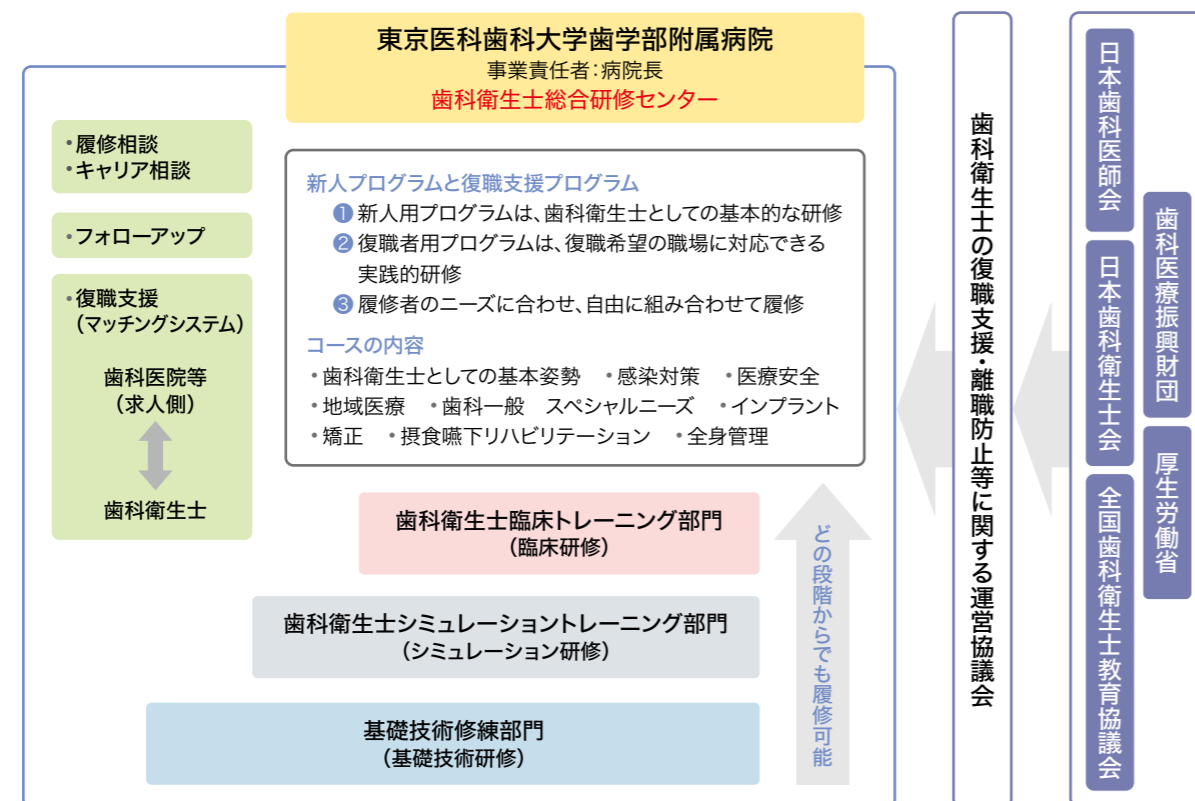 東京医科歯科大学歯学部附属病院
事業責任者：病院長
歯科衛生士総合研修センター
・履修相談
・キャリア相談
・フォローアップ
・復職支援
（マッチングシステム）
歯科医院等
（求人側）
歯科衛生士
新人プログラムと復職支援プログラム
❶ 新人用プログラムは、歯科衛生士としての基本的な研修
❷ 復職者用プログラムは、復職希望の職場に対応できる
実践的研修
❸ 履修者のニーズに合わせ、自由に組み合わせて履修
コースの内容
・歯科衛生士としての基本姿勢　・感染対策　・医療安全
・地域医療　・歯科一般　スペシャルニーズ　・インプラント
・矯正　・摂食嚥下リハビリテーション　・全身管理
歯科衛生士臨床トレーニング部門
（臨床研修）
歯科衛生士シミュレーショントレーニング部門
（シミュレーション研修）
基礎技術修練部門
（基礎技術研修）
どの段階からでも履修可能
歯科衛生士の復職支援・離職防止等に関する運営協議会
日本歯科医師会
日本歯科衛生士会
全国歯科衛生士教育協議会
歯科医療振興財団
厚生労働省